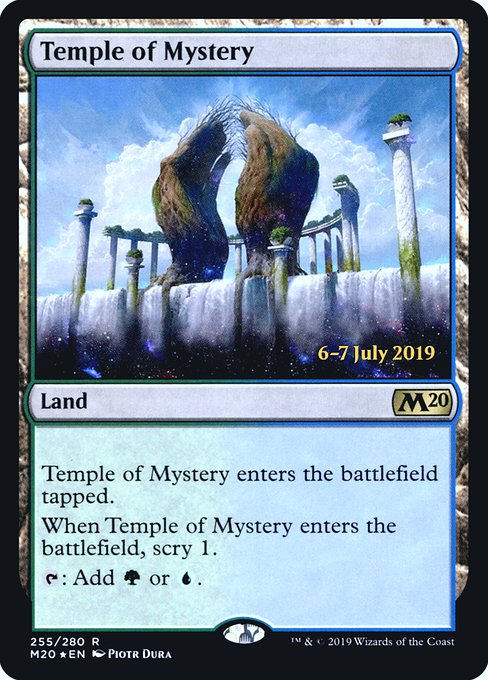 Temple of Mystery
6–7 July 2019
Land
M20
Temple of Mystery enters the battlefield
tapped.
When Temple of Mystery enters the
battlefield, scry 1.
: Add or .
255/280 R
M20 ★ EN Piotr Dura
™ & © 2019 Wizards of the Coast